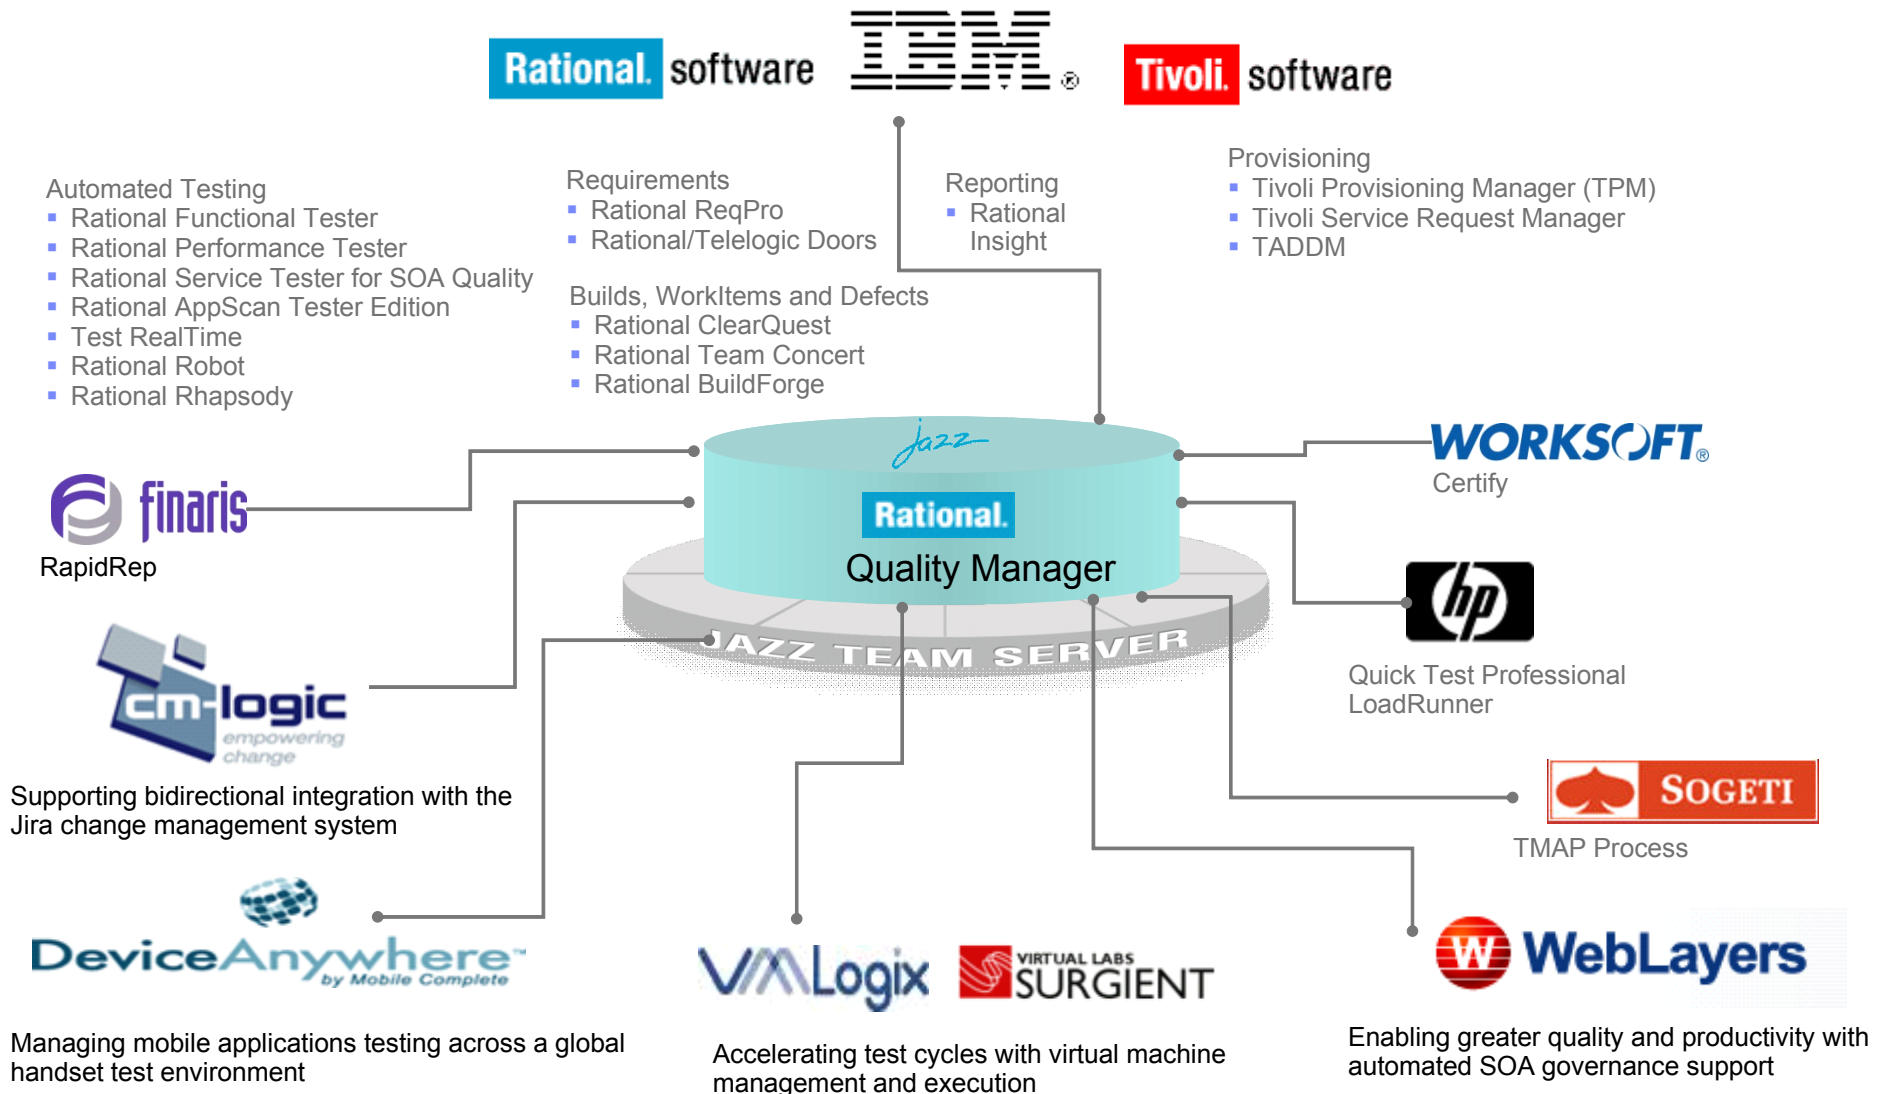 Rational. software
IBM®
Tivoli. software
Automated Testing
Rational Functional Tester
Rational Performance Tester
Rational Service Tester for SOA Quality
Rational AppScan Tester Edition
Test RealTime
Rational Robot
Rational Rhapsody
Requirements
Rational ReqPro
Rational/Telelogic Doors
Builds, WorkItems and Defects
Rational ClearQuest
Rational Team Concert
Rational BuildForge
Reporting
Rational
Insight
Provisioning
Tivoli Provisioning Manager (TPM)
Tivoli Service Request Manager
TADDM
jazz
Rational.
Quality Manager
JAZZ TEAM SERVER
finaris
RapidRep
cm-logic
empowering
change
Supporting bidirectional integration with the
Jira change management system
DeviceAnywhere™
by Mobile Complete
Managing mobile applications testing across a global
handset test environment
VMLogix
VIRTUAL LABS
SURGIENT
Accelerating test cycles with virtual machine
management and execution
WORKSOFT®
Certify
hp
Quick Test Professional
LoadRunner
SOGETI
TMAP Process
W WebLayers
Enabling greater quality and productivity with
automated SOA governance support